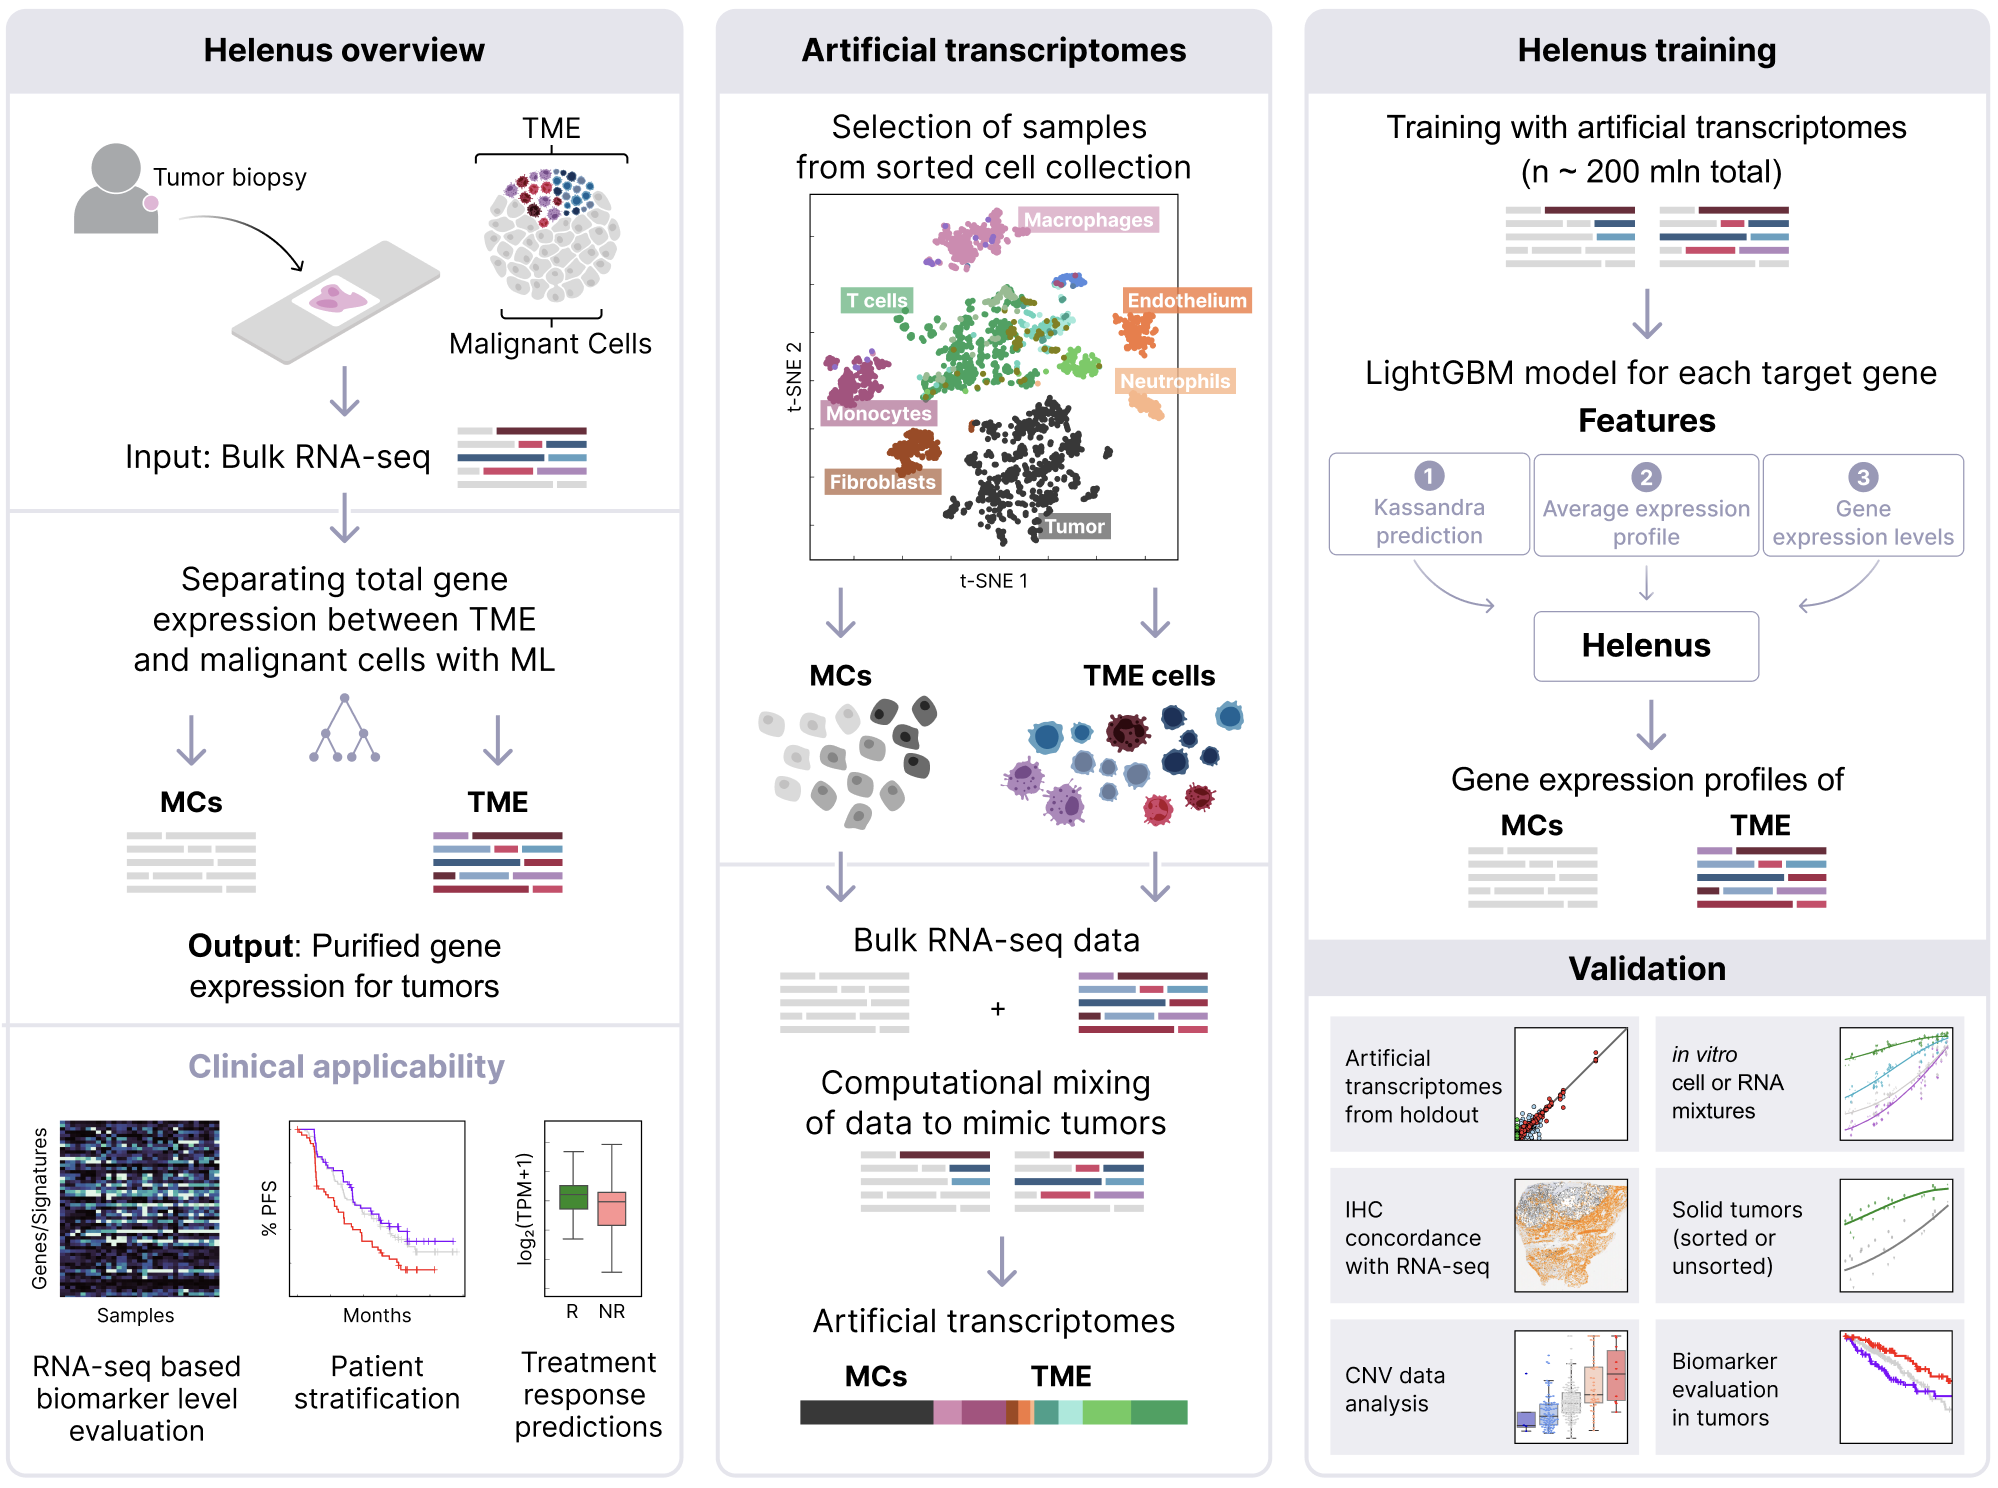 Helenus overview
TME
Tumor biopsy
Malignant Cells
Input: Bulk RNA-seq
Separating total gene
expression between TME
and malignant cells with ML
MCs
TME
Output: Purified gene
expression for tumors
Clinical applicability
Genes/Signatures
Samples
% PFS
Months
log₂(TPM+1)
R
NR
RNA-seq based
biomarker level
evaluation
Patient
stratification
Treatment
response
predictions
Artificial transcriptomes
Selection of samples
from sorted cell collection
Macrophages
T cells
Endothelium
Neutrophils
Monocytes
Fibroblasts
Tumor
t-SNE 2
t-SNE 1
MCs
TME cells
Bulk RNA-seq data
+
Computational mixing
of data to mimic tumors
Artificial transcriptomes
MCs
TME
Helenus training
Training with artificial transcriptomes
(n ~ 200 mln total)
LightGBM model for each target gene
Features
1
Kassandra
prediction
2
Average expression
profile
3
Gene
expression levels
Helenus
Gene expression profiles of
MCs
TME
Validation
Artificial
transcriptomes
from holdout
in vitro
cell or RNA
mixtures
IHC
concordance
with RNA-seq
Solid tumors
(sorted or
unsorted)
CNV data
analysis
Biomarker
evaluation
in tumors